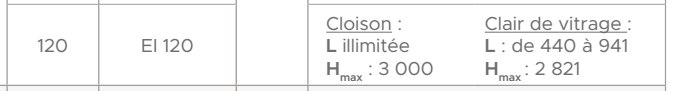 Cloison : Clair de vitrage :
120 EI 120 L illimitée L : de 440 à 941
Hmax : 3 000 Hmax : 2 821